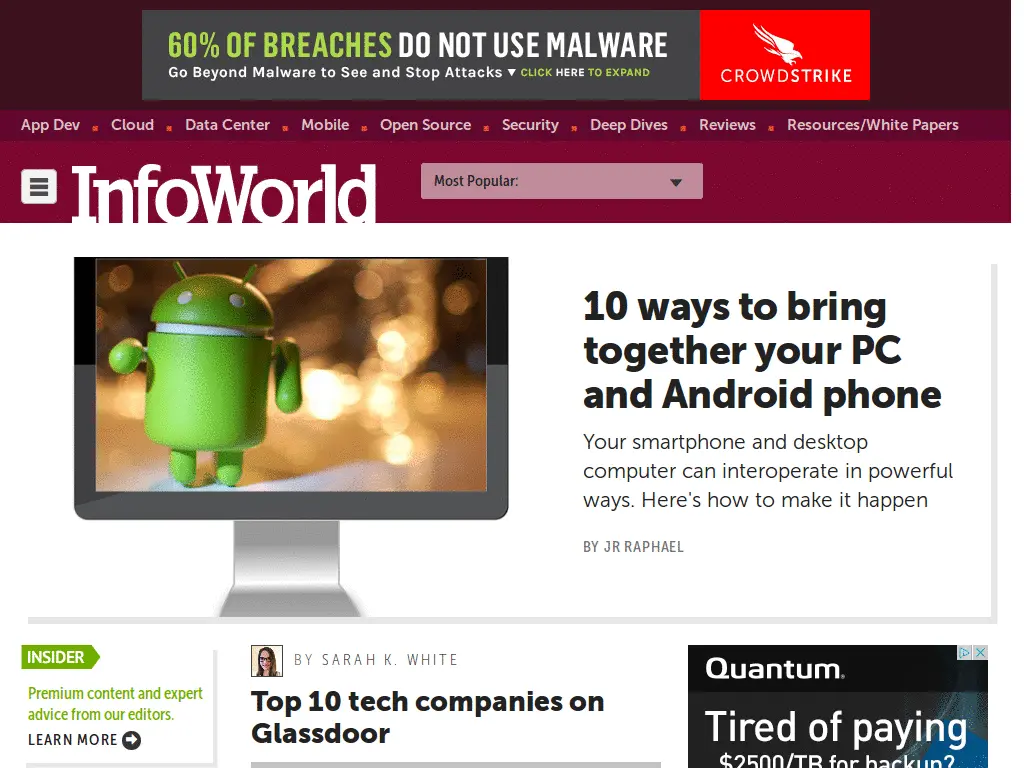 60% OF BREACHES DO NOT USE MALWARE
Go Beyond Malware to See and Stop Attacks ▼ CLICK HERE TO EXPAND
CROWDSTRIKE
App Dev Cloud Data Center Mobile Open Source Security Deep Dives Reviews Resources/White Papers
InfoWorld
Most Popular:
10 ways to bring
together your PC
and Android phone
Your smartphone and desktop
computer can interoperate in powerful
ways. Here's how to make it happen
BY JR RAPHAEL
INSIDER
Premium content and expert
advice from our editors.
LEARN MORE
BY SARAH K. WHITE
Top 10 tech companies on
Glassdoor
Quantum.
Tired of paying
$2500/TB for backup?